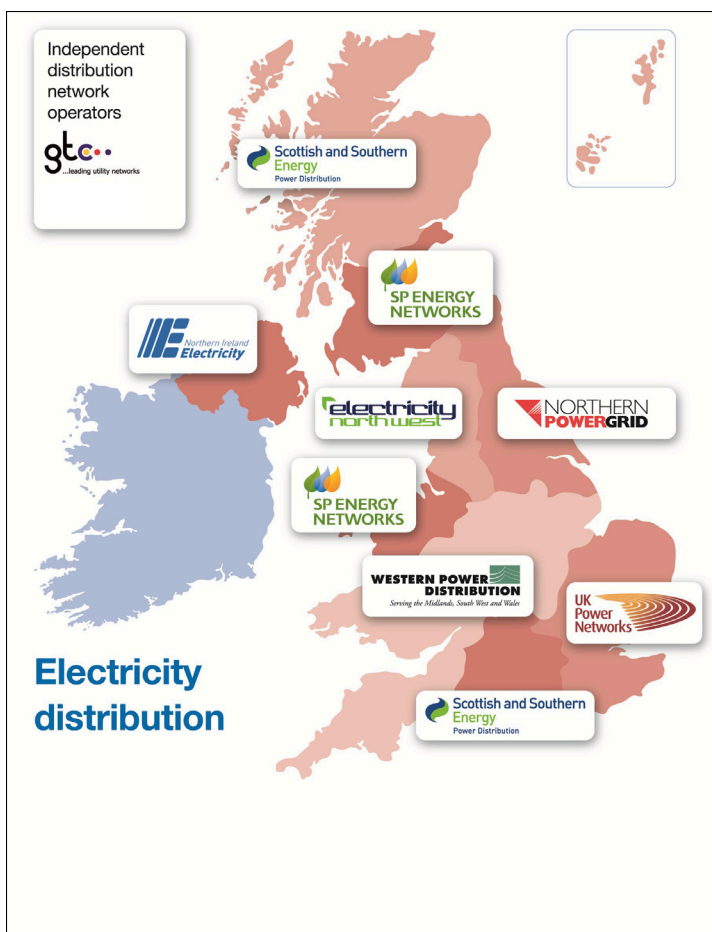 Independent
distribution
network
operators
gtc
...leading utility networks
Scottish and Southern
Energy
Power Distribution
SP ENERGY
NETWORKS
Northern Ireland
Electricity
electricity
north west
NORTHERN
POWERGRID
SP ENERGY
NETWORKS
WESTERN POWER
DISTRIBUTION
Serving the Midlands, South West and Wales
UK
Power
Networks
Electricity
distribution
Scottish and Southern
Energy
Power Distribution